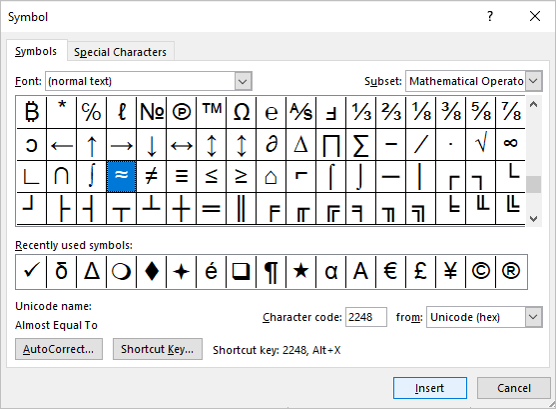 Symbol
Symbols Special Characters
Font: (normal text) Subset: Mathematical Operato
₿ * ℅ ℓ № ℗ ™ Ω ℮ ⅍ Ⅎ ⅓ ⅔ ⅛ ⅜ ⅝ ⅞
ↄ ← ↑ → ↓ ↔ ↕ ↨ ∂ ∆ ∏ ∑ − ∕ ∙ √ ∞
∟ ∩ ∫ ≈ ≠ ≡ ≤ ≥ ⌂ ⌐ ⌠ ⌡ ─ │ ┌ ┐ └
┘ ├ ┤ ┬ ┴ ┼ ═ ║ ╒ ╓ ╔ ╕ ╖ ╗ ╘ ╙ ╚
Recently used symbols:
✓ δ Δ ❍ ♦ ✦ é ❑ ¶ ★ α A € £ ¥ © ®
Unicode name:
Almost Equal To
Character code: 2248 from: Unicode (hex)
AutoCorrect... Shortcut Key... Shortcut key: 2248, Alt+X
Insert Cancel